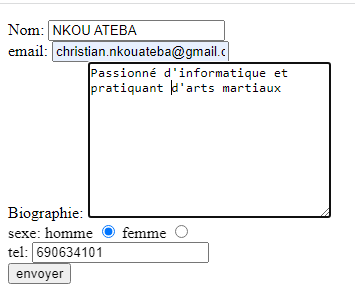 Nom: NKOU ATEBA
email: christian.nkouateba@gmail.c
Passionné d'informatique et
pratiquant d'arts martiaux
Biographie:
sexe: homme femme
tel: 690634101
envoyer